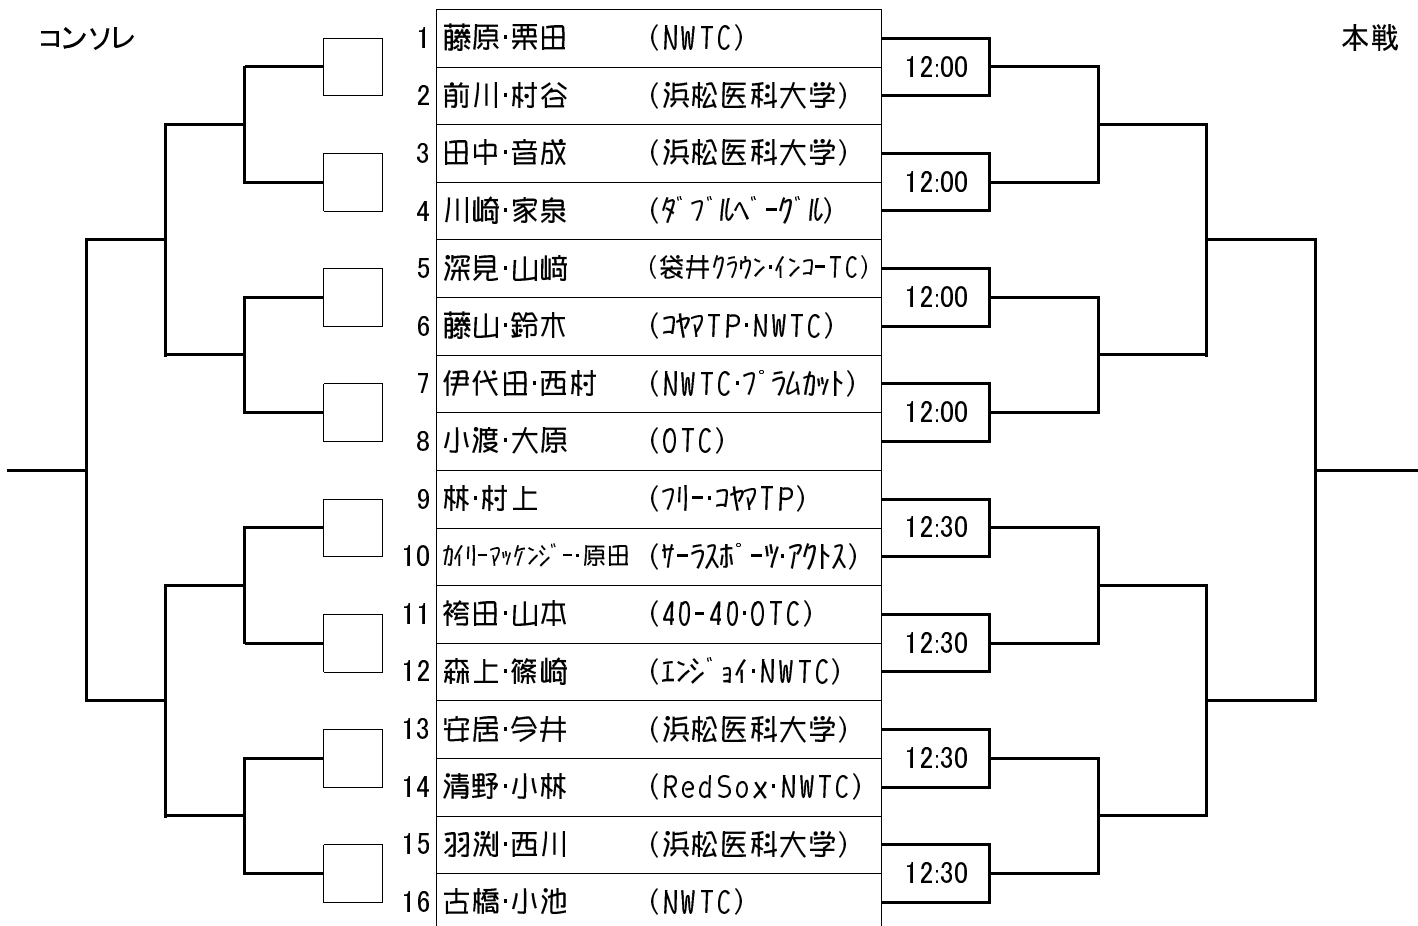 コンソレ
本戦
1 藤原・栗田 (NWTC)
12:00
2 前川・村谷 (浜松医科大学)
3 田中・音成 (浜松医科大学)
12:00
4 川崎・家泉 (ﾀﾞﾌﾞﾙﾍﾞｰｸﾞﾙ)
5 深見・山﨑 (袋井ｸﾗｳﾝ・ｲﾝｺｰTC)
12:00
6 藤山・鈴木 (ｺﾔﾏTP・NWTC)
7 伊代田・西村 (NWTC・ﾌﾟﾗﾑｶｯﾄ)
12:00
8 小渡・大原 (OTC)
9 林・村上 (ﾌﾘｰ・ｺﾔﾏTP)
12:30
10 ｶｲﾘｰﾏｯｹﾝｼﾞｰ・原田 (ｻｰﾗｽﾎﾟｰﾂ・ｱｸﾄｽ)
11 袴田・山本 (40-40・OTC)
12:30
12 森上・篠崎 (ｴﾝｼﾞｮｲ・NWTC)
13 安居・今井 (浜松医科大学)
12:30
14 清野・小林 (RedSox・NWTC)
15 羽渕・西川 (浜松医科大学)
12:30
16 古橋・小池 (NWTC)